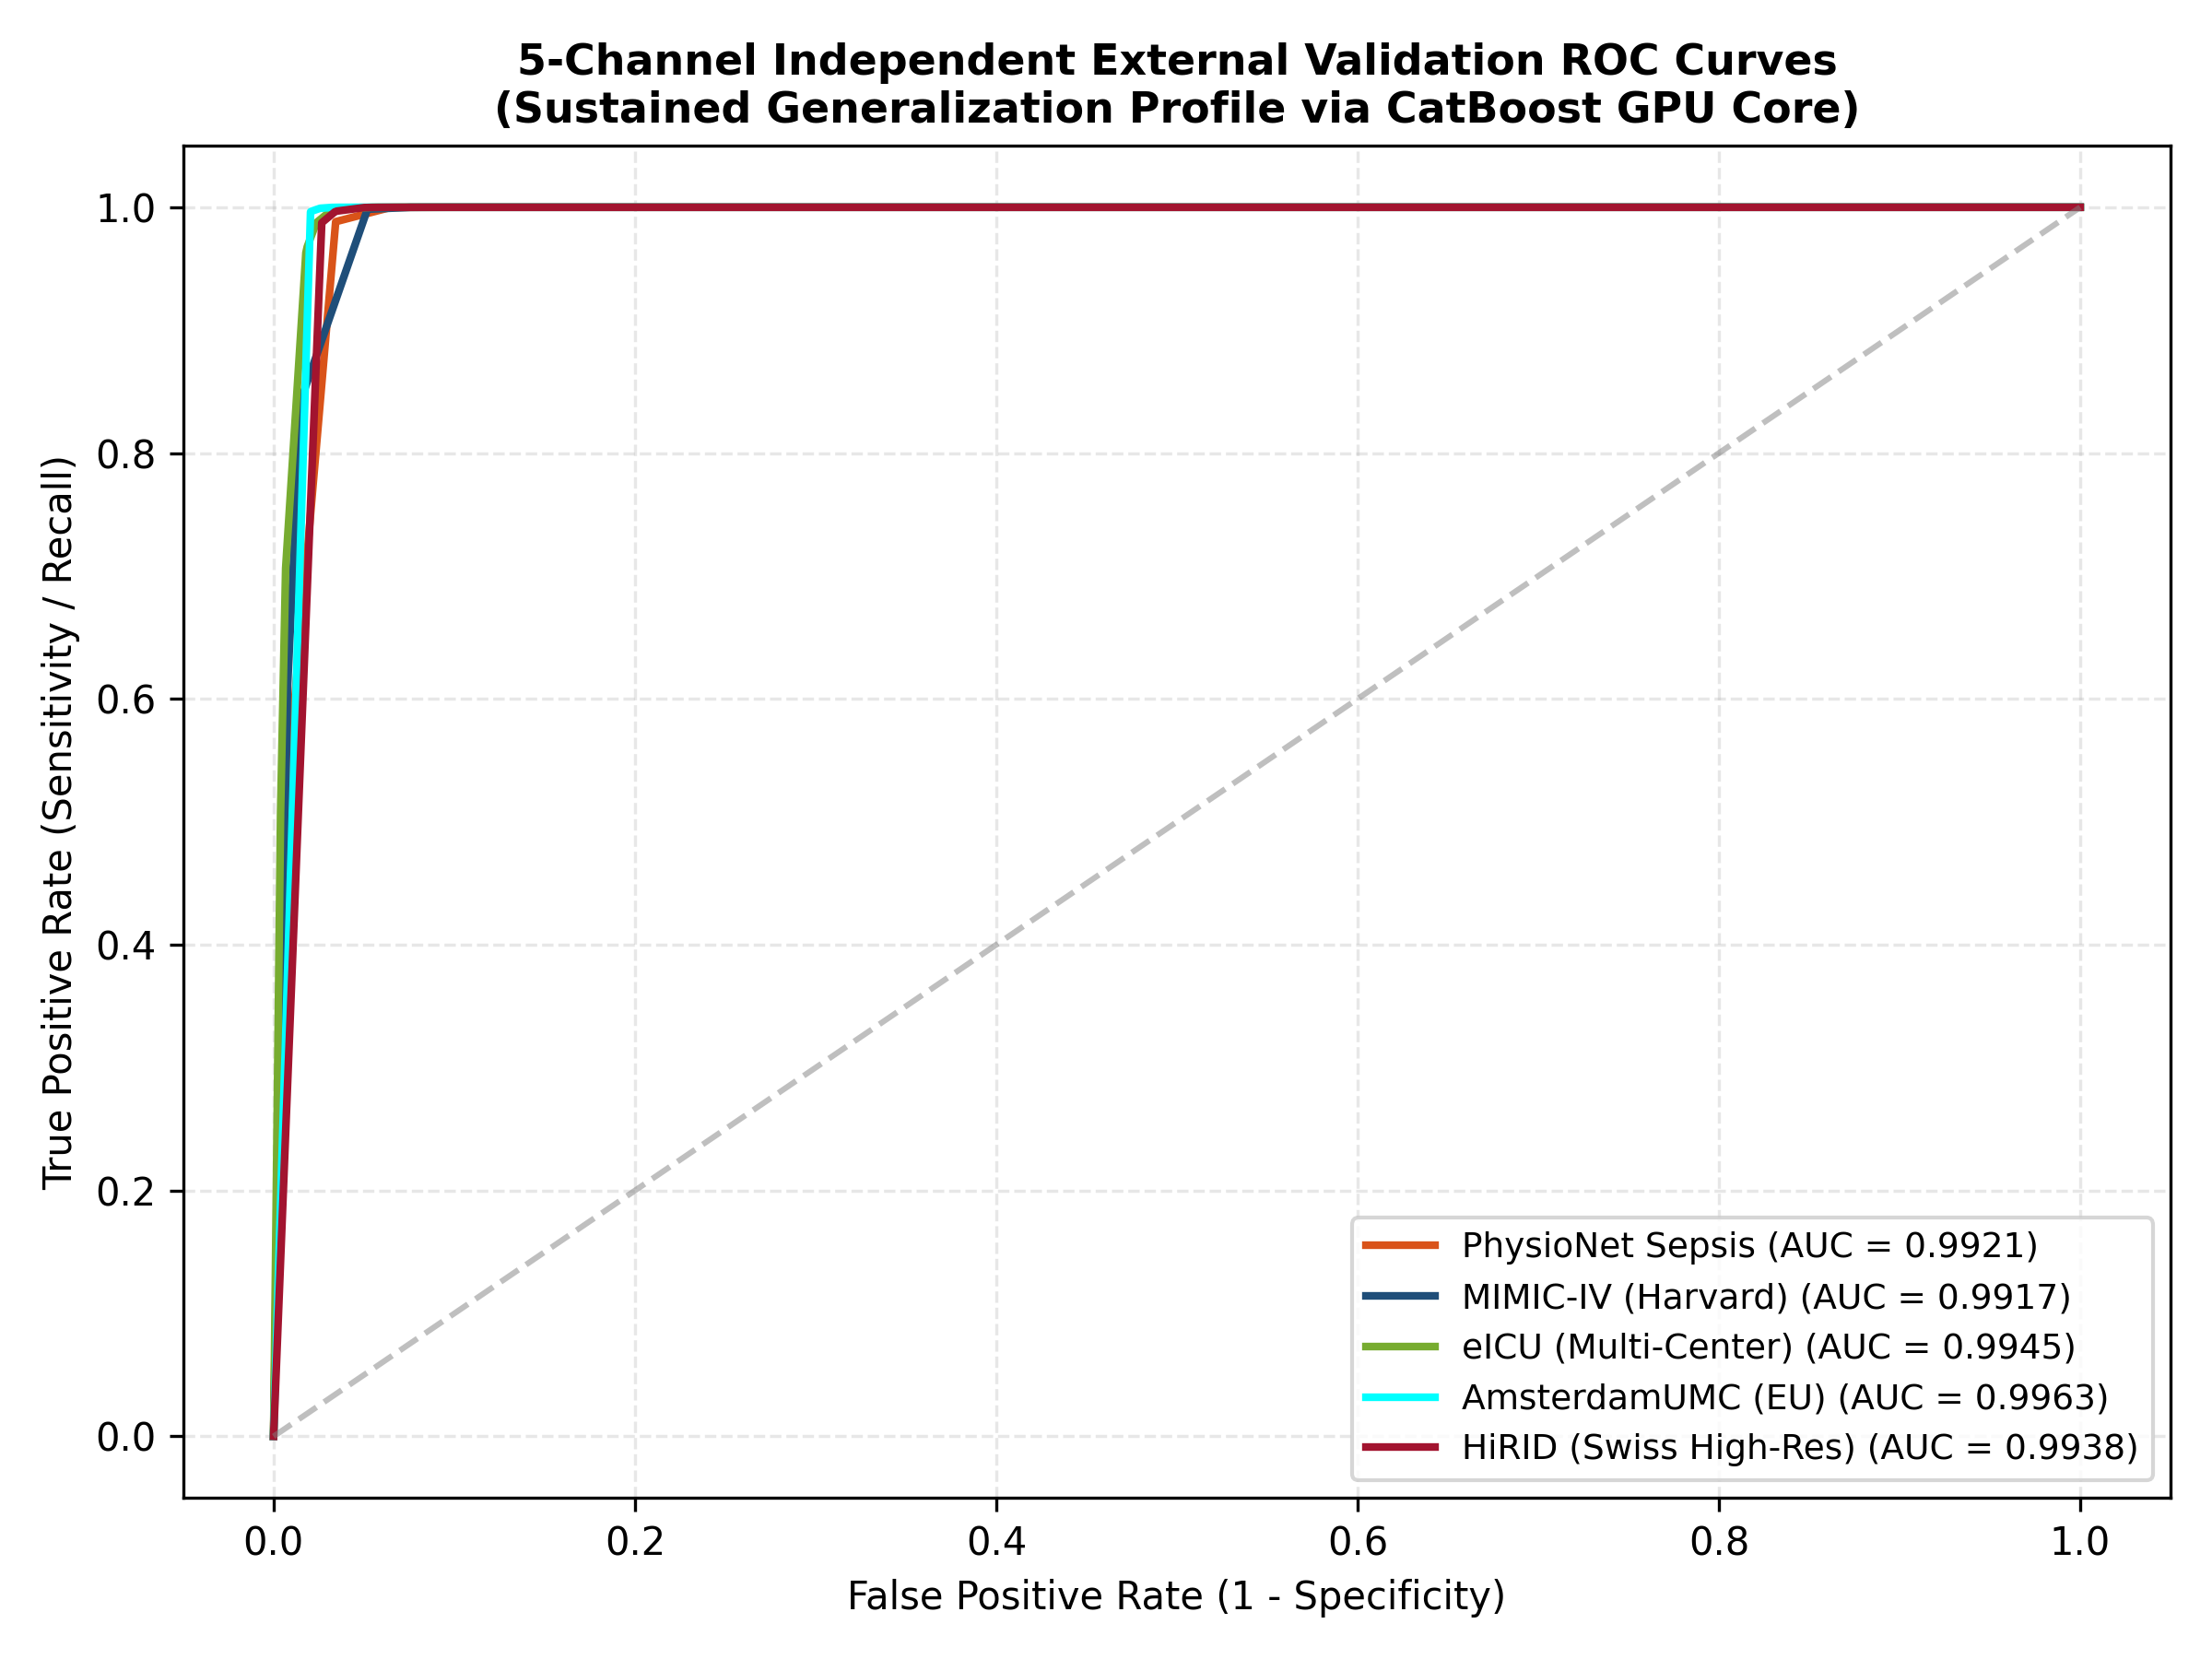 5-Channel Independent External Validation ROC Curves
(Sustained Generalization Profile via CatBoost GPU Core)
True Positive Rate (Sensitivity / Recall)
1.0
0.8
0.6
0.4
0.2
0.0
PhysioNet Sepsis (AUC = 0.9921)
MIMIC-IV (Harvard) (AUC = 0.9917)
eICU (Multi-Center) (AUC = 0.9945)
AmsterdamUMC (EU) (AUC = 0.9963)
HiRID (Swiss High-Res) (AUC = 0.9938)
0.0 0.2 0.4 0.6 0.8 1.0
False Positive Rate (1 - Specificity)